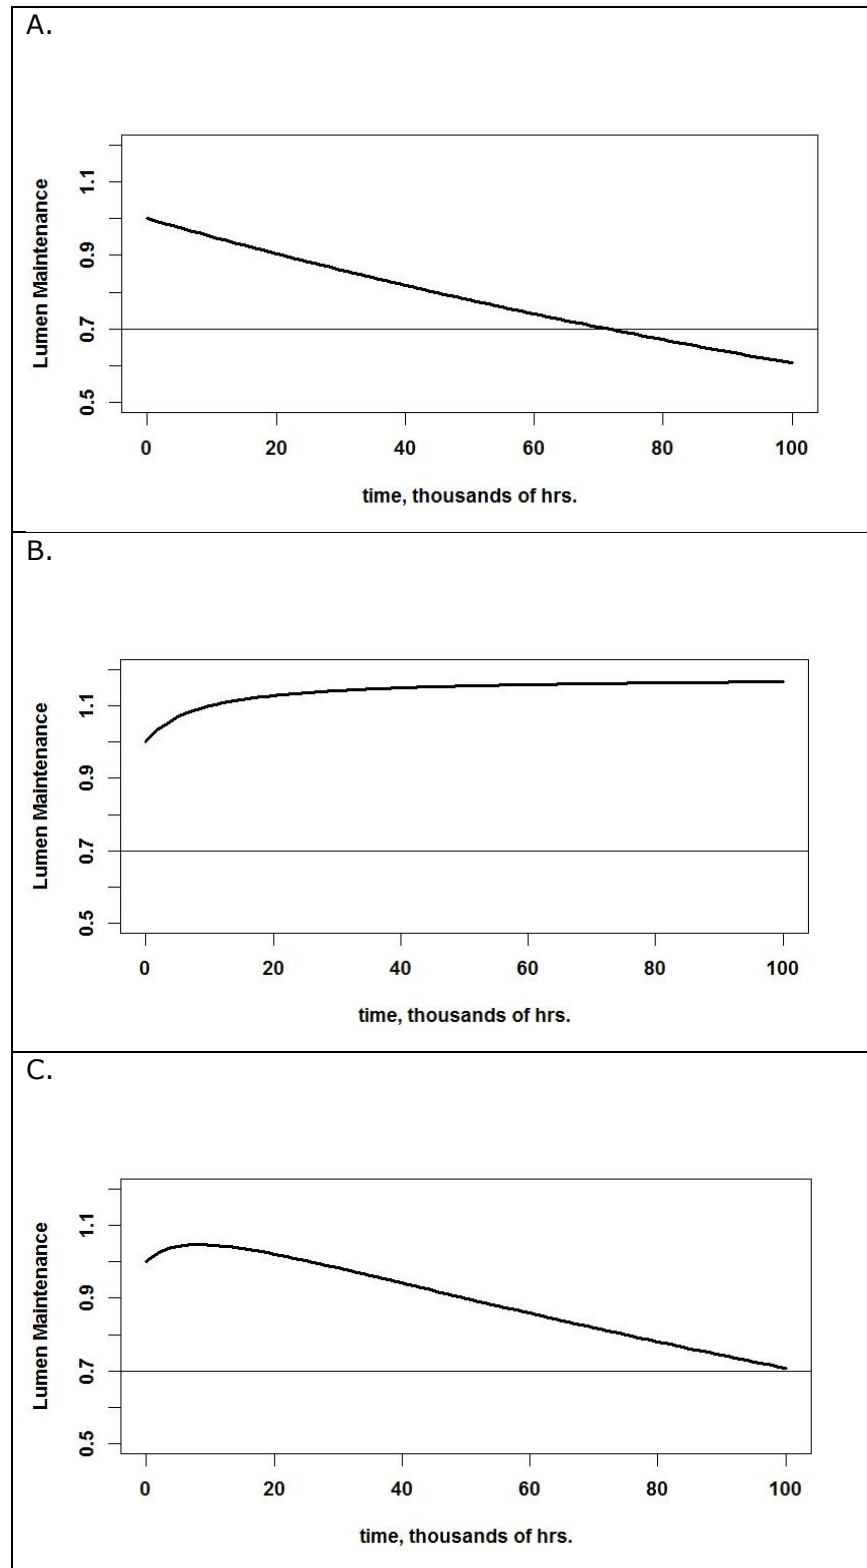 A.
Lumen Maintenance
1.1
0.9
0.7
0.5
0 20 40 60 80 100
time, thousands of hrs.
B.
Lumen Maintenance
1.1
0.9
0.7
0.5
0 20 40 60 80 100
time, thousands of hrs.
C.
Lumen Maintenance
1.1
0.9
0.7
0.5
0 20 40 60 80 100
time, thousands of hrs.